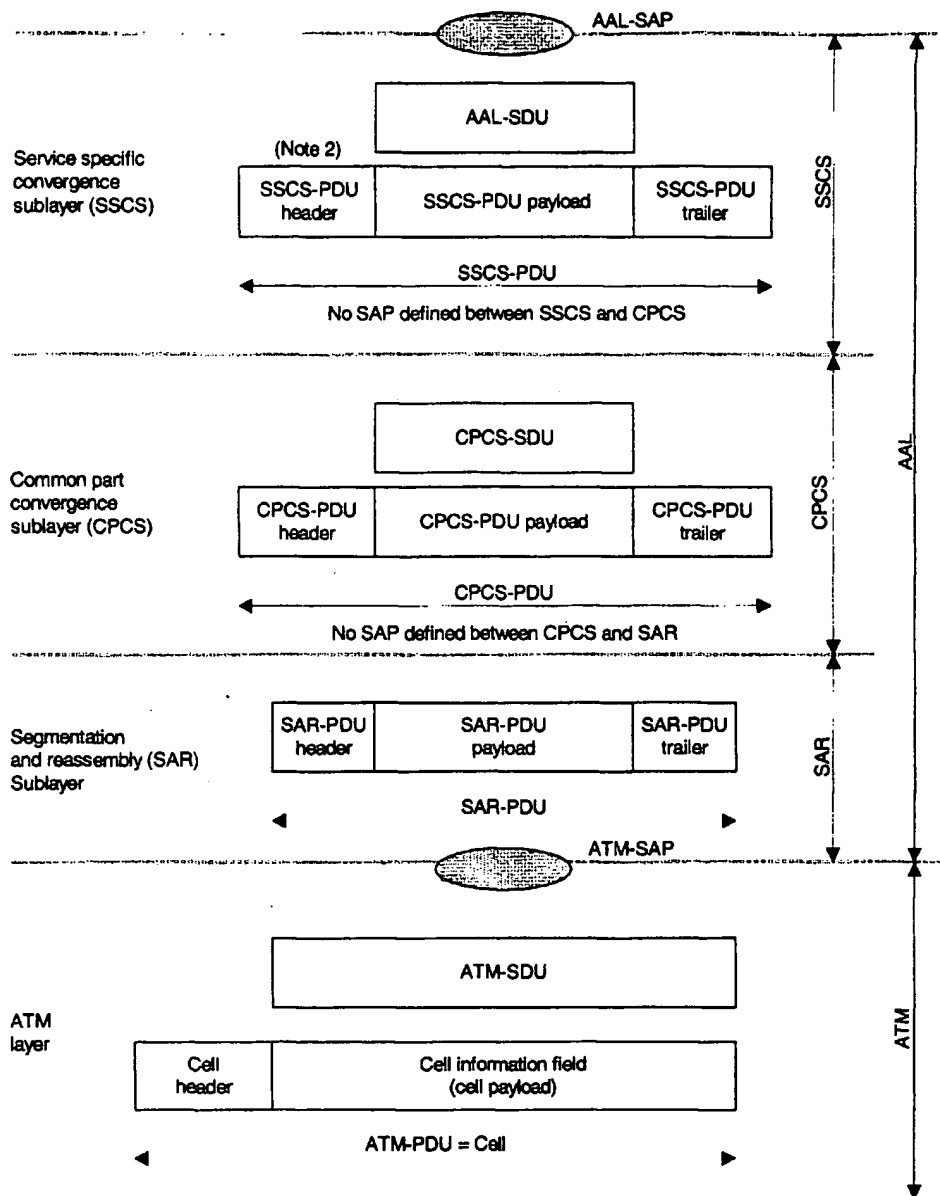 AAL-SAP
AAL-SDU
(Note 2)
Service specific
convergence
sublayer (SSCS)
SSCS-PDU
header
SSCS-PDU payload
SSCS-PDU
trailer
SSCS
SSCS-PDU
No SAP defined between SSCS and CPCS
CPCS-SDU
Common part
convergence
sublayer (CPCS)
CPCS-PDU
header
CPCS-PDU payload
CPCS-PDU
trailer
CPCS
AAL
CPCS-PDU
No SAP defined between CPCS and SAR
Segmentation
and reassembly (SAR)
Sublayer
SAR-PDU
header
SAR-PDU
payload
SAR-PDU
trailer
SAR
SAR-PDU
ATM-SAP
ATM-SDU
ATM
layer
Cell
header
Cell information field
(cell payload)
ATM
ATM-PDU = Cell